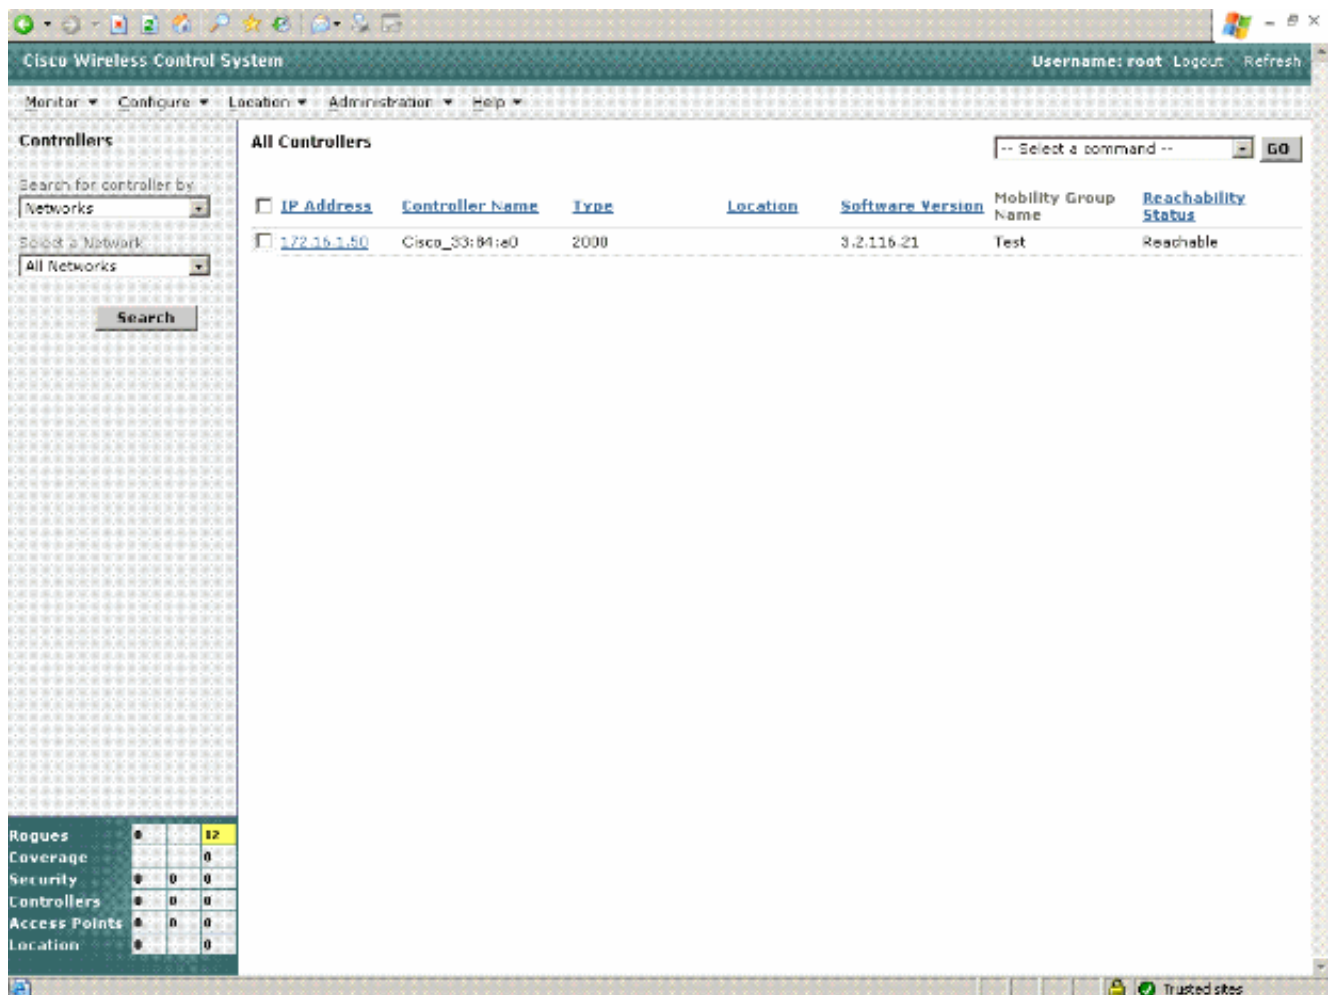 Cisco Wireless Control System
Username: root Logout Refresh
Monitor Configure Location Administration Help
Controllers
Search for controller by
Networks
Select a Network
All Networks
Search
All Controllers
-- Select a command -- GO
IP Address Controller Name Type Location Software Version Mobility Group Name Reachability Status
172.16.1.50 Cisco_33:84:a0 2000 3.2.116.21 Test Reachable
Rogues 0 12
Coverage 0
Security 0 0 0
Controllers 0 0 0
Access Points 0 0 0
Location 0 0
Trusted sites